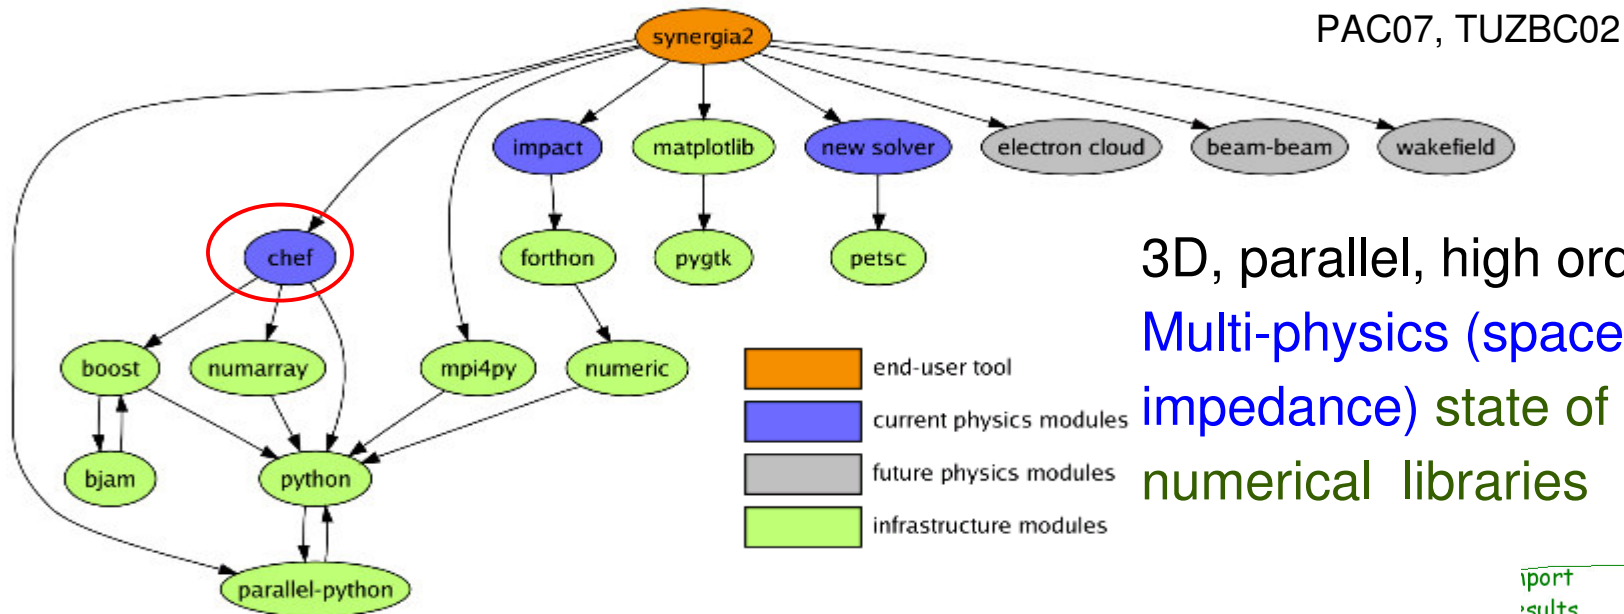 PAC07, TUZBC02
synergia2
impact
matplotlib
new solver
electron cloud
beam-beam
wakefield
chef
forthon
pygtk
petsc
boost
numarray
mpi4py
numeric
bjam
python
parallel-python
end-user tool
current physics modules
future physics modules
infrastructure modules
3D, parallel, high
Multi-physics (space
impedance) state of
numerical libraries